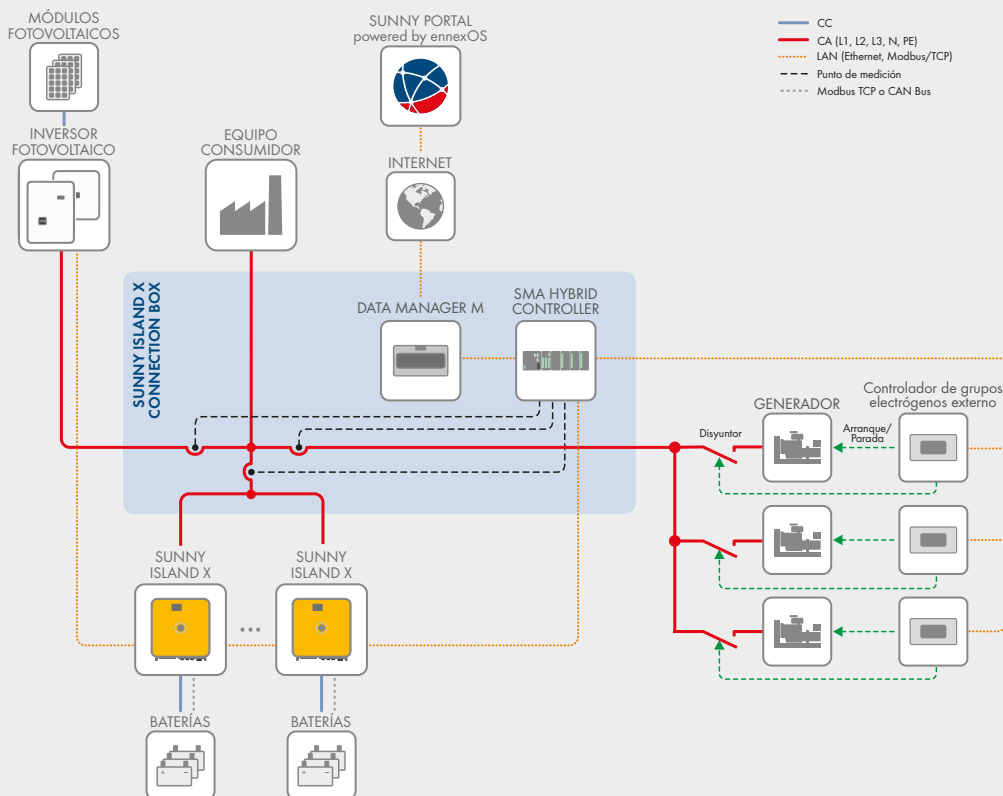 MÓDULOS
FOTOVOLTAICOS
SUNNY PORTAL
powered by ennexOS
CC
CA (L1, L2, L3, N, PE)
LAN (Ethernet, Modbus/TCP)
Punto de medición
Modbus TCP o CAN Bus
INVERSOR
FOTOVOLTAICO
EQUIPO
CONSUMIDOR
INTERNET
SUNNY ISLAND X
CONNECTION BOX
DATA MANAGER M
SMA HYBRID
CONTROLLER
Disyuntor
GENERADOR
Arranque/
Parada
Controlador de grupos
electrógenos externo
SUNNY
ISLAND X
...
SUNNY
ISLAND X
BATERÍAS
BATERÍAS